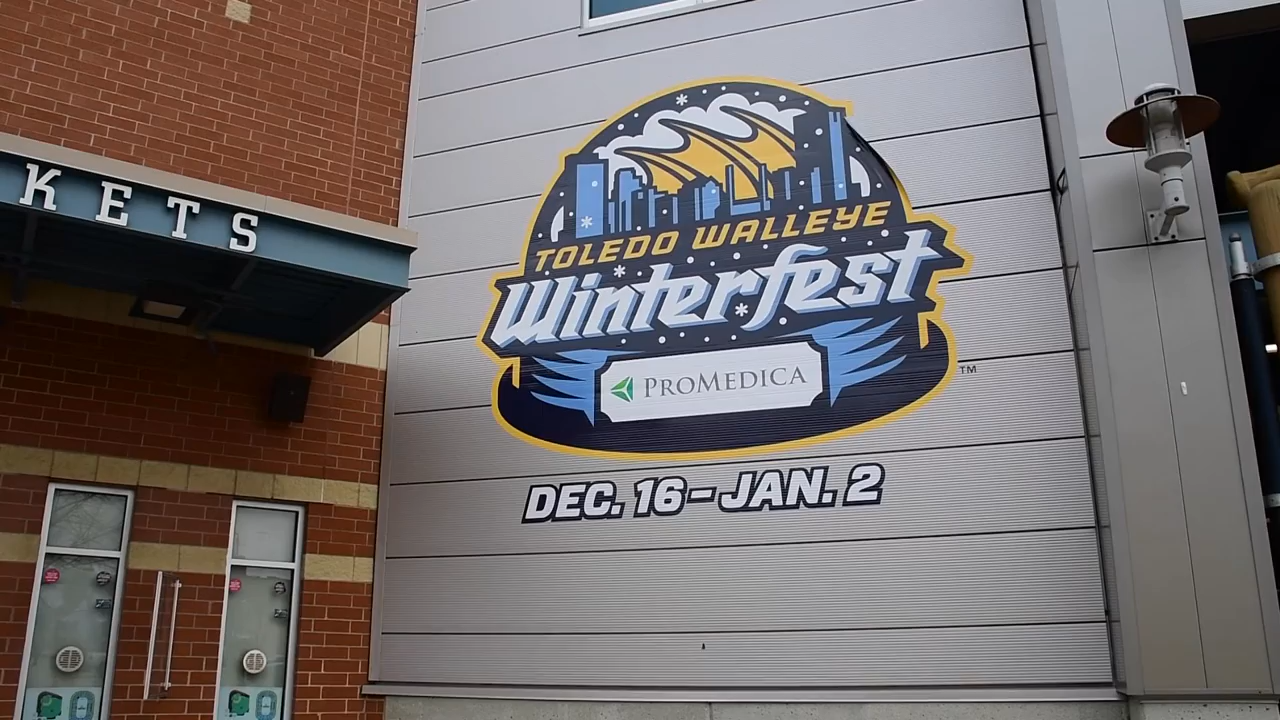 KETS
TOLEDO WALLEYE
Winterfest
PROMEDICA
TM
DEC. 16-JAN. 2